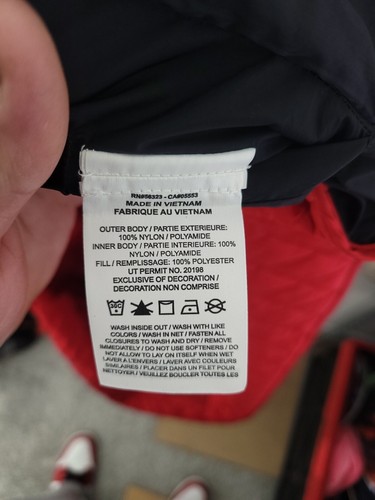 RN#56323 - CA#05553
MADE IN VIETNAM
FABRIQUE AU VIETNAM
OUTER BODY / PARTIE EXTERIEURE:
100% NYLON / POLYAMIDE
INNER BODY / PARTIE INTERIEURE: 100%
NYLON / POLYAMIDE
FILL / REMPLISSAGE: 100% POLYESTER
UT PERMIT NO. 20198
EXCLUSIVE OF DECORATION /
DECORATION NON COMPRISE
WASH INSIDE OUT / WASH WITH LIKE
COLORS / WASH IN NET / FASTEN ALL
CLOSURES TO WASH AND DRY / REMOVE
IMMEDIATELY / DO NOT USE SOFTENERS / DO
NOT ALLOW TO LAY ON ITSELF WHEN WET
LAVER A L'ENVERS / LAVER AVEC COULEURS
SIMILAIRES / PLACER DANS UN FILET POUR
NETTOYER / VEUILLEZ BOUCLER TOUTES LES